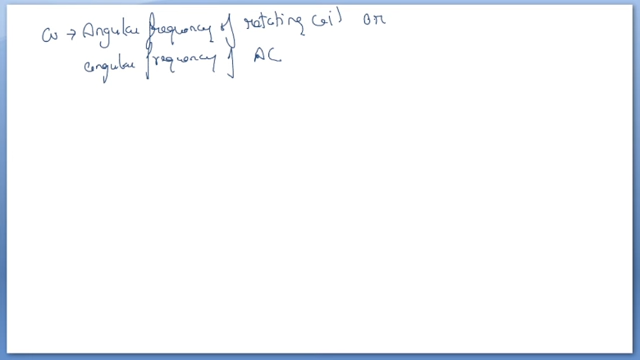 ω → Angular frequency of rotating coil or
angular frequency of AC